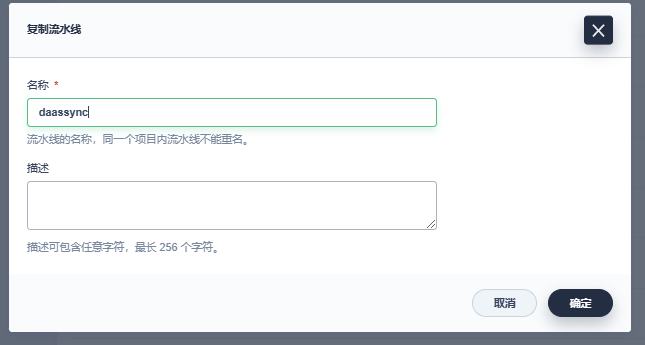 复制流水线
名称 *
daassync
流水线的名称，同一个项目内流水线不能重名。
描述
描述可包含任意字符，最长 256 个字符。
取消 确定